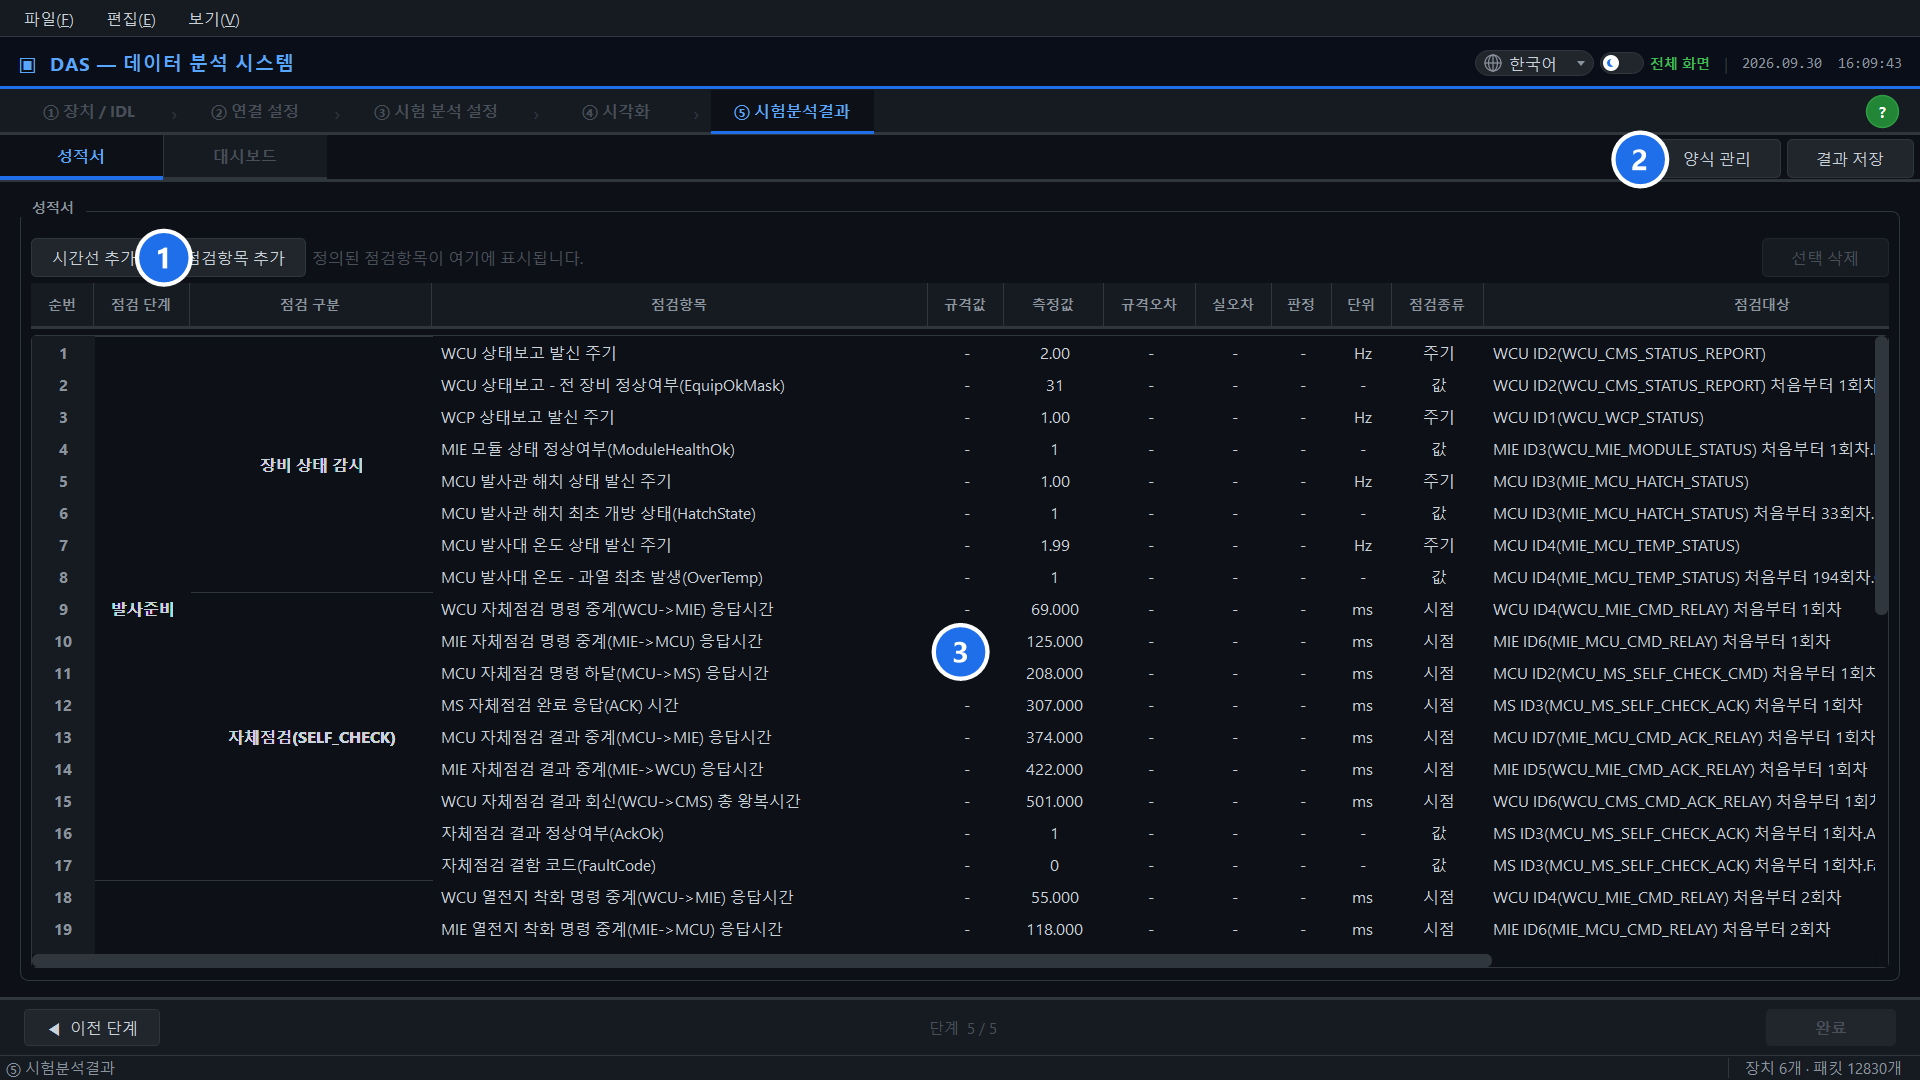 파일(F) 편집(E) 보기(V)
▣ DAS — 데이터 분석 시스템 한국어 전체 화면 | 2026.09.30 16:09:43
① 장치 / IDL › ② 연결 설정 › ③ 시험 분석 설정 › ④ 시각화 › ⑤ 시험분석결과 ?
성적서 대시보드 2 양식 관리 결과 저장
성적서
시간선 추가 1 점검항목 추가 정의된 점검항목이 여기에 표시됩니다. 선택 삭제
순번 점검 단계 점검 구분 점검항목 규격값 측정값 규격오차 실오차 판정 단위 점검종류 점검대상
1 WCU 상태보고 발신 주기 - 2.00 - - - Hz 주기 WCU ID2(WCU_CMS_STATUS_REPORT)
2 WCU 상태보고 - 전 장비 정상여부(EquipOkMask) - 31 - - - - 값 WCU ID2(WCU_CMS_STATUS_REPORT) 처음부터 1회차
3 WCP 상태보고 발신 주기 - 1.00 - - - Hz 주기 WCU ID1(WCU_WCP_STATUS)
4 MIE 모듈 상태 정상여부(ModuleHealthOk) - 1 - - - - 값 MIE ID3(WCU_MIE_MODULE_STATUS) 처음부터 1회차.
장비 상태 감시
5 MCU 발사관 해치 상태 발신 주기 - 1.00 - - - Hz 주기 MCU ID3(MIE_MCU_HATCH_STATUS)
6 MCU 발사관 해치 최초 개방 상태(HatchState) - 1 - - - - 값 MCU ID3(MIE_MCU_HATCH_STATUS) 처음부터 33회차.
7 MCU 발사대 온도 상태 발신 주기 - 1.99 - - - Hz 주기 MCU ID4(MIE_MCU_TEMP_STATUS)
8 MCU 발사대 온도 - 과열 최초 발생(OverTemp) - 1 - - - - 값 MCU ID4(MIE_MCU_TEMP_STATUS) 처음부터 194회차.
9 발사준비 WCU 자체점검 명령 중계(WCU->MIE) 응답시간 - 69.000 - - - ms 시점 WCU ID4(WCU_MIE_CMD_RELAY) 처음부터 1회차
10 MIE 자체점검 명령 중계(MIE->MCU) 응답시간 3 125.000 - - - ms 시점 MIE ID6(MIE_MCU_CMD_RELAY) 처음부터 1회차
11 MCU 자체점검 명령 하달(MCU->MS) 응답시간 208.000 - - - ms 시점 MCU ID2(MCU_MS_SELF_CHECK_CMD) 처음부터 1회차
12 MS 자체점검 완료 응답(ACK) 시간 - 307.000 - - - ms 시점 MS ID3(MCU_MS_SELF_CHECK_ACK) 처음부터 1회차
13 자체점검(SELF_CHECK) MCU 자체점검 결과 중계(MCU->MIE) 응답시간 - 374.000 - - - ms 시점 MCU ID7(MIE_MCU_CMD_ACK_RELAY) 처음부터 1회차
14 MIE 자체점검 결과 중계(MIE->WCU) 응답시간 - 422.000 - - - ms 시점 MIE ID5(WCU_MIE_CMD_ACK_RELAY) 처음부터 1회차
15 WCU 자체점검 결과 회신(WCU->CMS) 총 왕복시간 - 501.000 - - - ms 시점 WCU ID6(WCU_CMS_CMD_ACK_RELAY) 처음부터 1회차
16 자체점검 결과 정상여부(AckOk) - 1 - - - - 값 MS ID3(MCU_MS_SELF_CHECK_ACK) 처음부터 1회차.A
17 자체점검 결함 코드(FaultCode) - 0 - - - - 값 MS ID3(MCU_MS_SELF_CHECK_ACK) 처음부터 1회차.Fa
18 WCU 열전지 착화 명령 중계(WCU->MIE) 응답시간 - 55.000 - - - ms 시점 WCU ID4(WCU_MIE_CMD_RELAY) 처음부터 2회차
19 MIE 열전지 착화 명령 중계(MIE->MCU) 응답시간 - 118.000 - - - ms 시점 MIE ID6(MIE_MCU_CMD_RELAY) 처음부터 2회차
◀ 이전 단계 단계 5 / 5 완료
⑤ 시험분석결과 장치 6개 · 패킷 12830개